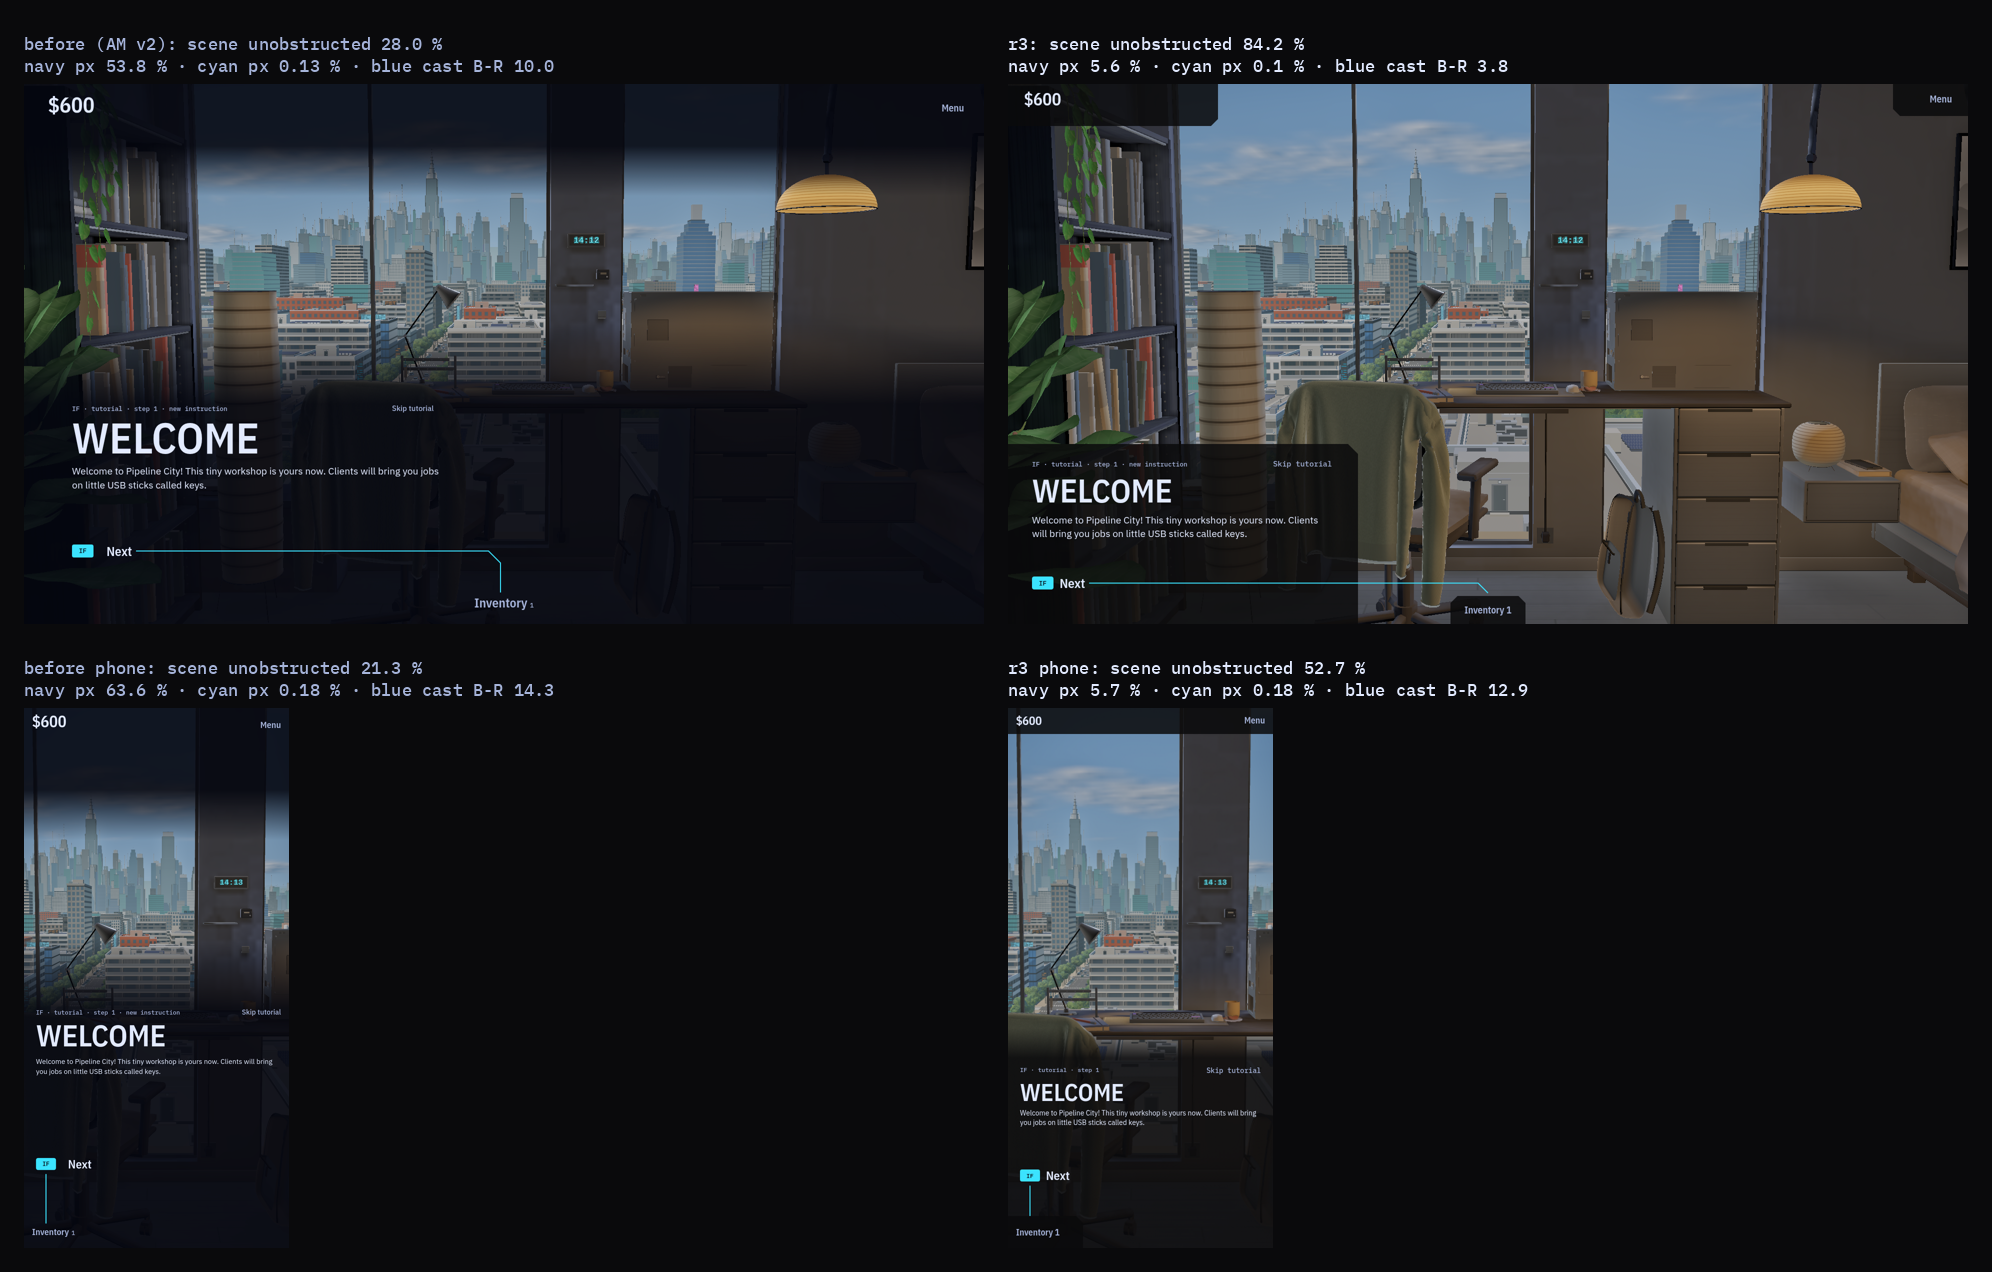 before (AM v2): scene unobstructed 28.0 %
navy px 53.8 % · cyan px 0.13 % · blue cast B-R 10.0
$600
Menu
14:12
IF · tutorial · step 1 · new instruction
Skip tutorial
WELCOME
Welcome to Pipeline City! This tiny workshop is yours now. Clients will bring you jobs
on little USB sticks called keys.
IF
Next
Inventory 1
r3: scene unobstructed 84.2 %
navy px 5.6 % · cyan px 0.1 % · blue cast B-R 3.8
$600
Menu
14:12
IF · tutorial · step 1 · new instruction
Skip tutorial
WELCOME
Welcome to Pipeline City! This tiny workshop is yours now. Clients
will bring you jobs on little USB sticks called keys.
IF
Next
Inventory 1
before phone: scene unobstructed 21.3 %
navy px 63.6 % · cyan px 0.18 % · blue cast B-R 14.3
$600
Menu
14:13
IF · tutorial · step 1 · new instruction
Skip tutorial
WELCOME
Welcome to Pipeline City! This tiny workshop is yours now. Clients will bring
you jobs on little USB sticks called keys.
IF
Next
Inventory 1
r3 phone: scene unobstructed 52.7 %
navy px 5.7 % · cyan px 0.18 % · blue cast B-R 12.9
$600
Menu
14:13
IF · tutorial · step 1
Skip tutorial
WELCOME
Welcome to Pipeline City! This tiny workshop is yours now. Clients will bring
you jobs on little USB sticks called keys.
IF
Next
Inventory 1